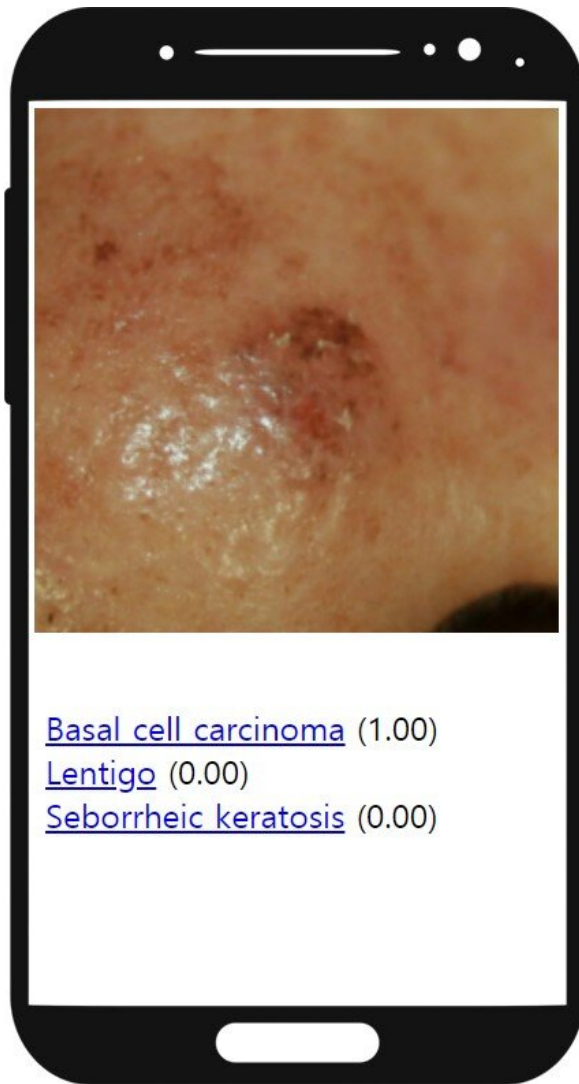 Basal cell carcinoma (1.00)
Lentigo (0.00)
Seborrheic keratosis (0.00)